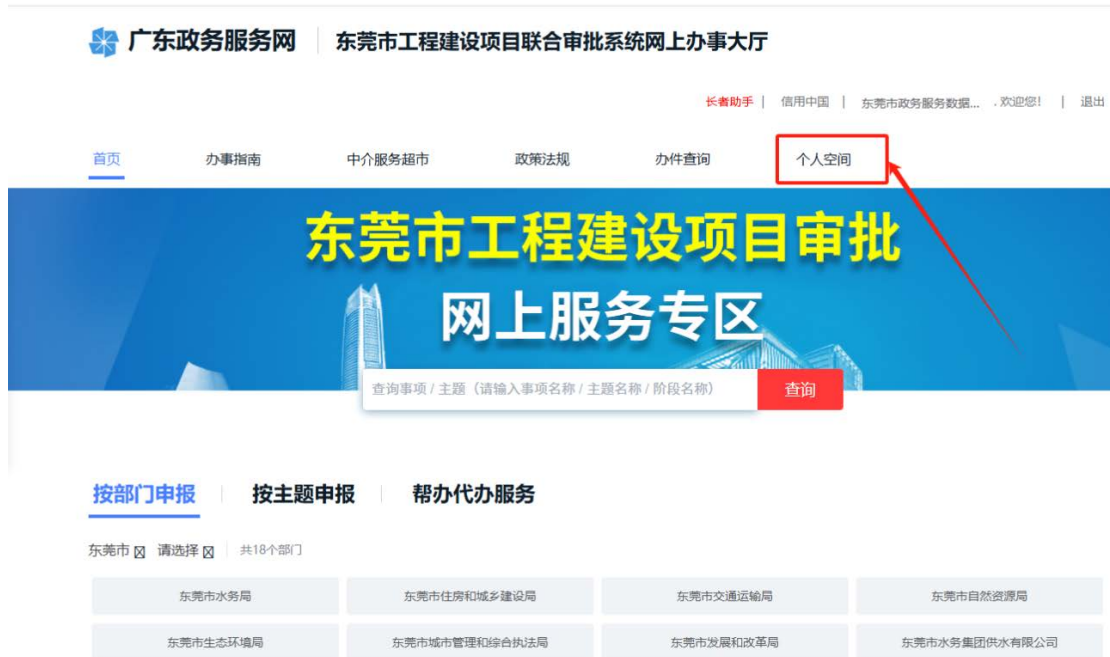 广东政务服务网 东莞市工程建设项目联合审批系统网上办事大厅
长者助手 | 信用中国 | 东莞市政务服务数据... , 欢迎您! | 退出
首页 办事指南 中介服务超市 政策法规 办件查询 个人空间
东莞市工程建设项目审批
网上服务专区
查询事项 / 主题（请输入事项名称 / 主题名称 / 阶段名称） 查询
按部门申报 按主题申报 帮办代办服务
东莞市 请选择 共18个部门
东莞市水务局 东莞市住房和城乡建设局 东莞市交通运输局 东莞市自然资源局
东莞市生态环境局 东莞市城市管理和综合执法局 东莞市发展和改革局 东莞市水务集团供水有限公司